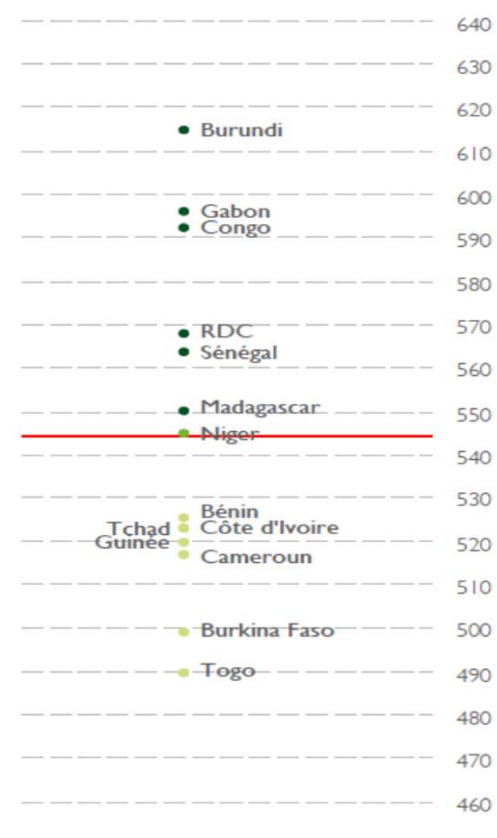 640
630
620
Burundi
610
600
Gabon
Congo
590
580
570
RDC
Sénégal
560
Madagascar
550
Niger
540
530
Bénin
Tchad Côte d'Ivoire
Guinée
520
Cameroun
510
Burkina Faso
500
Togo
490
480
470
460